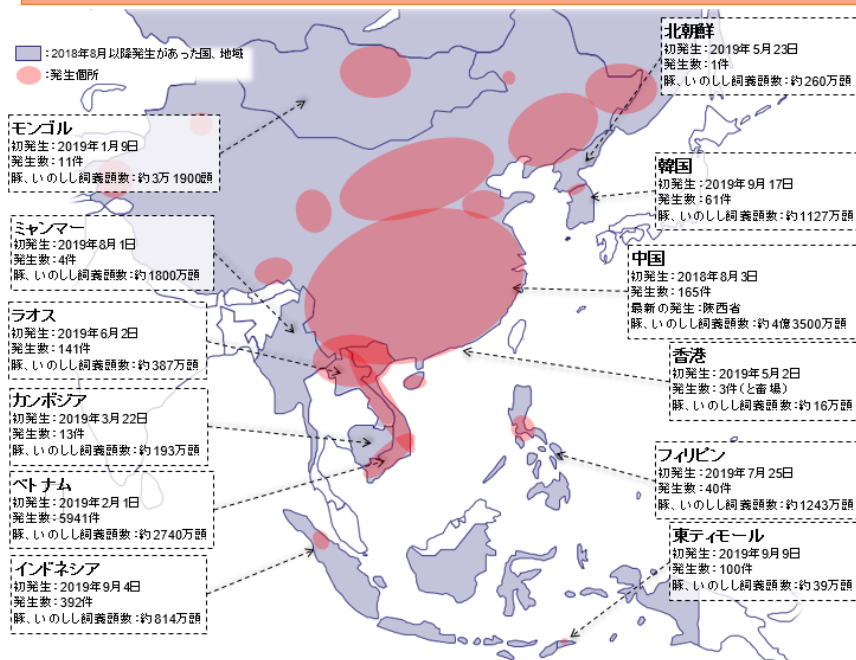 :2018年8月以降発生があった国、地域
:発生個所
北朝鮮
初発生:2019年5月23日
発生数:1件
豚、いのしし飼養頭数:約260万頭
モンゴル
初発生:2019年1月9日
発生数:11件
豚、いのしし飼養頭数:約3万1900頭
韓国
初発生:2019年9月17日
発生数:61件
豚、いのしし飼養頭数:約1127万頭
ミャンマー
初発生:2019年8月1日
発生数:4件
豚、いのしし飼養頭数:約1800万頭
中国
初発生:2018年8月3日
発生数:165件
最新の発生:陝西省
豚、いのしし飼養頭数:約4億3500万頭
ラオス
初発生:2019年6月2日
発生数:141件
豚、いのしし飼養頭数:約387万頭
香港
初発生:2019年5月2日
発生数:3件(と畜場)
豚、いのしし飼養頭数:約16万頭
カンボジア
初発生:2019年3月22日
発生数:13件
豚、いのしし飼養頭数:約193万頭
フィリピン
初発生:2019年7月25日
発生数:40件
豚、いのしし飼養頭数:約1243万頭
ベトナム
初発生:2019年2月1日
発生数:5941件
豚、いのしし飼養頭数:約2740万頭
東ティモール
初発生:2019年9月9日
発生数:100件
豚、いのしし飼養頭数:約39万頭
インドネシア
初発生:2019年9月4日
発生数:392件
豚、いのしし飼養頭数:約814万頭